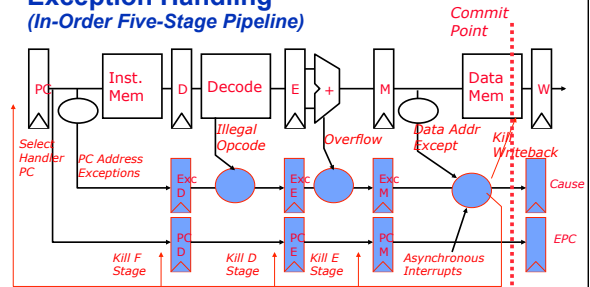 Exception Handling
(In-Order Five-Stage Pipeline)
Commit
Point
PC
Inst.
Mem
D
Decode
E
+
M
Data
Mem
W
Select
Handler
PC
PC Address
Exceptions
Illegal
Opcode
Overflow
Data Addr
Except
Kill
Writeback
Exc
D
Exc
E
Exc
M
Cause
PC
D
PC
E
PC
M
EPC
Kill F
Stage
Kill D
Stage
Kill E
Stage
Asynchronous
Interrupts